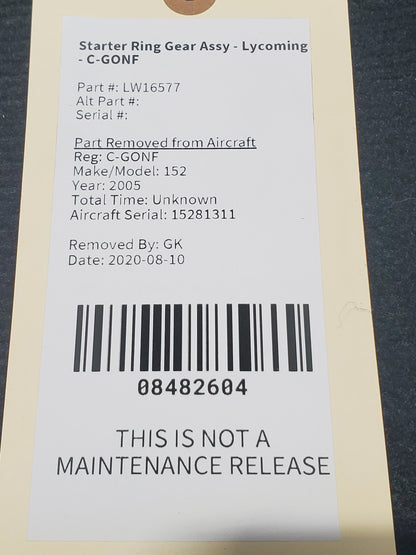 Starter Ring Gear Assy - Lycoming
- C-GONF
Part #: LW16577
Alt Part #:
Serial #:
Part Removed from Aircraft
Reg: C-GONF
Make/Model: 152
Year: 2005
Total Time: Unknown
Aircraft Serial: 15281311
Removed By: GK
Date: 2020-08-10
08482604
THIS IS NOT A
MAINTENANCE RELEASE